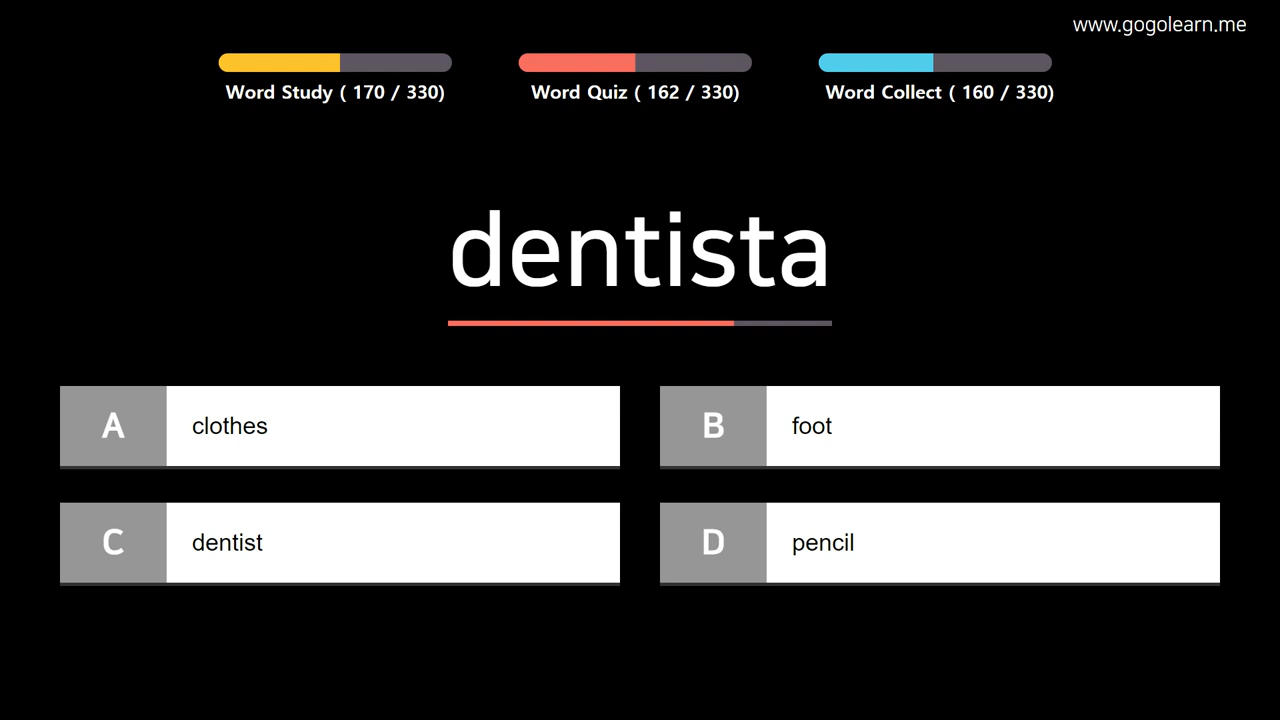 www.gogolearn.me
Word Study ( 170 / 330)
Word Quiz ( 162 / 330)
Word Collect ( 160 / 330)
dentista
A clothes
B foot
C dentist
D pencil